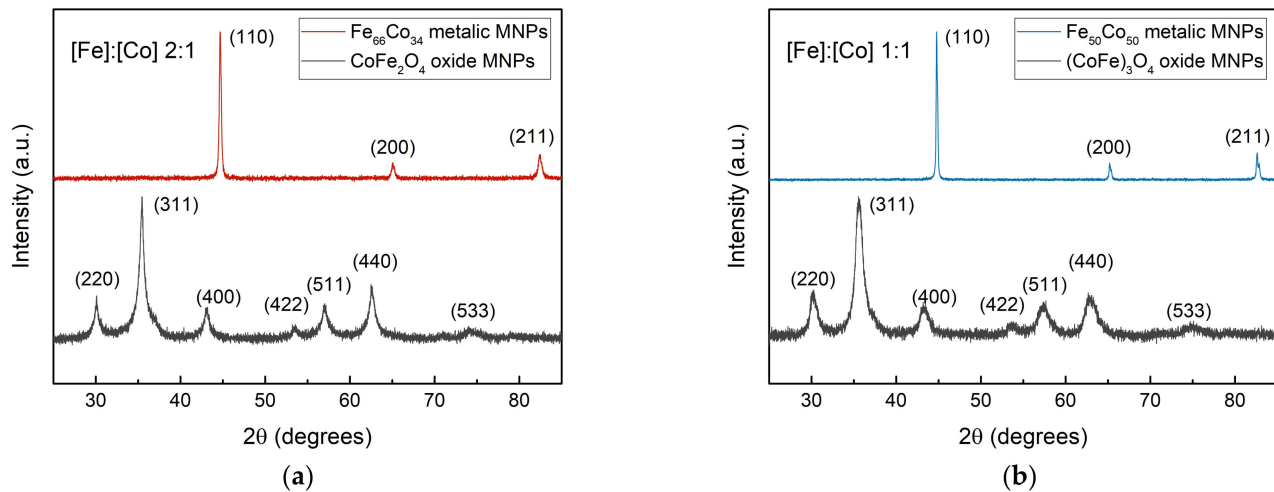 [Fe]:[Co] 2:1
Fe₆₆Co₃₄ metalic MNPs
CoFe₂O₄ oxide MNPs
(110)
(200)
(211)
(311)
(220)
(400)
(422)
(511)
(440)
(533)
Intensity (a.u.)
30 40 50 60 70 80
2θ (degrees)
(a)
[Fe]:[Co] 1:1
Fe₅₀Co₅₀ metalic MNPs
(CoFe)₃O₄ oxide MNPs
(110)
(200)
(211)
(311)
(220)
(400)
(422)
(511)
(440)
(533)
Intensity (a.u.)
30 40 50 60 70 80
2θ (degrees)
(b)